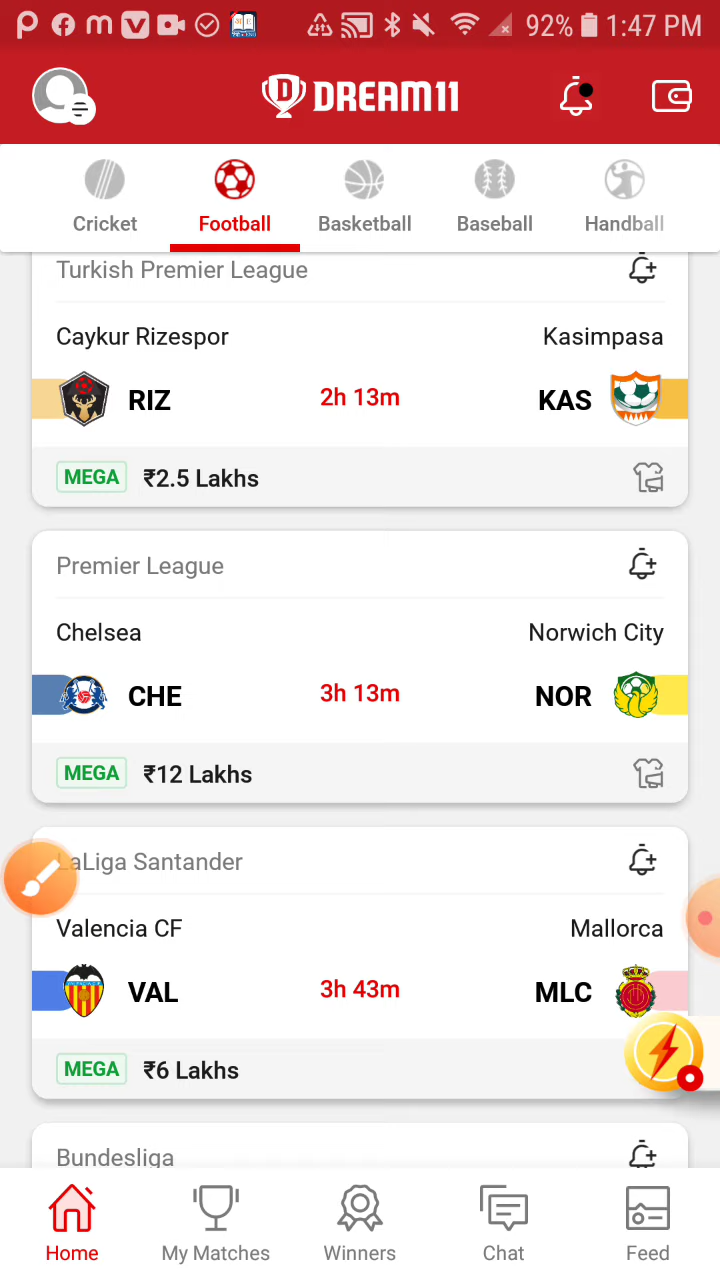 92% 1:47 PM
DREAM11
Cricket Football Basketball Baseball Handball
Turkish Premier League
Caykur Rizespor Kasimpasa
RIZ 2h 13m KAS
MEGA ₹2.5 Lakhs
Premier League
Chelsea Norwich City
CHE 3h 13m NOR
MEGA ₹12 Lakhs
LaLiga Santander
Valencia CF Mallorca
VAL 3h 43m MLC
MEGA ₹6 Lakhs
Bundesliga
Home My Matches Winners Chat Feed